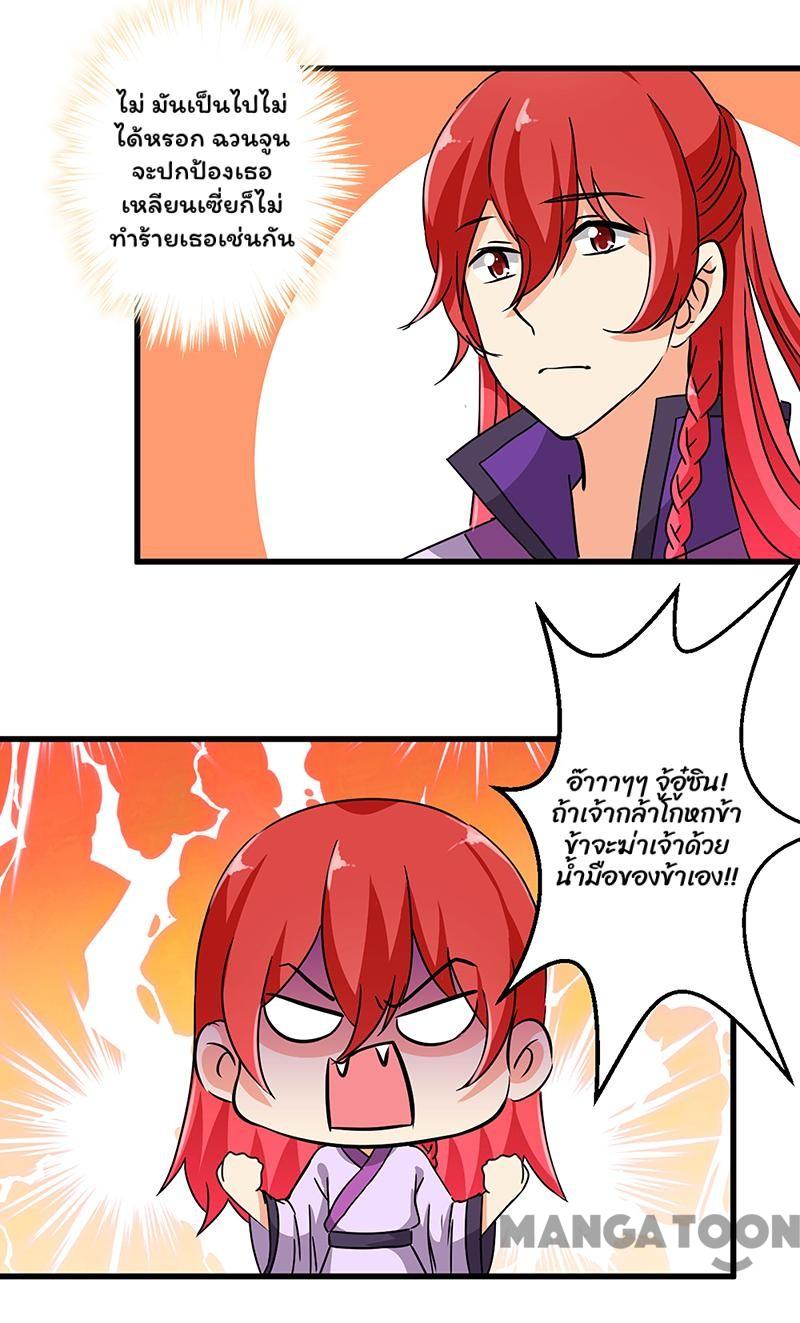 ไม่ มันเป็นไปไม่
ได้หรอก ฉวนจูน
จะปกป้องเธอ
เหลียนเซี่ยก็ไม่
ทำร้ายเธอเช่นกัน
อ๊าาาๆๆ จู้อู๋ซิน!
ถ้าเจ้ากล้าโกหกข้า
ข้าจะฆ่าเจ้าด้วย
น้ำมือของข้าเอง!!
MANGATOON